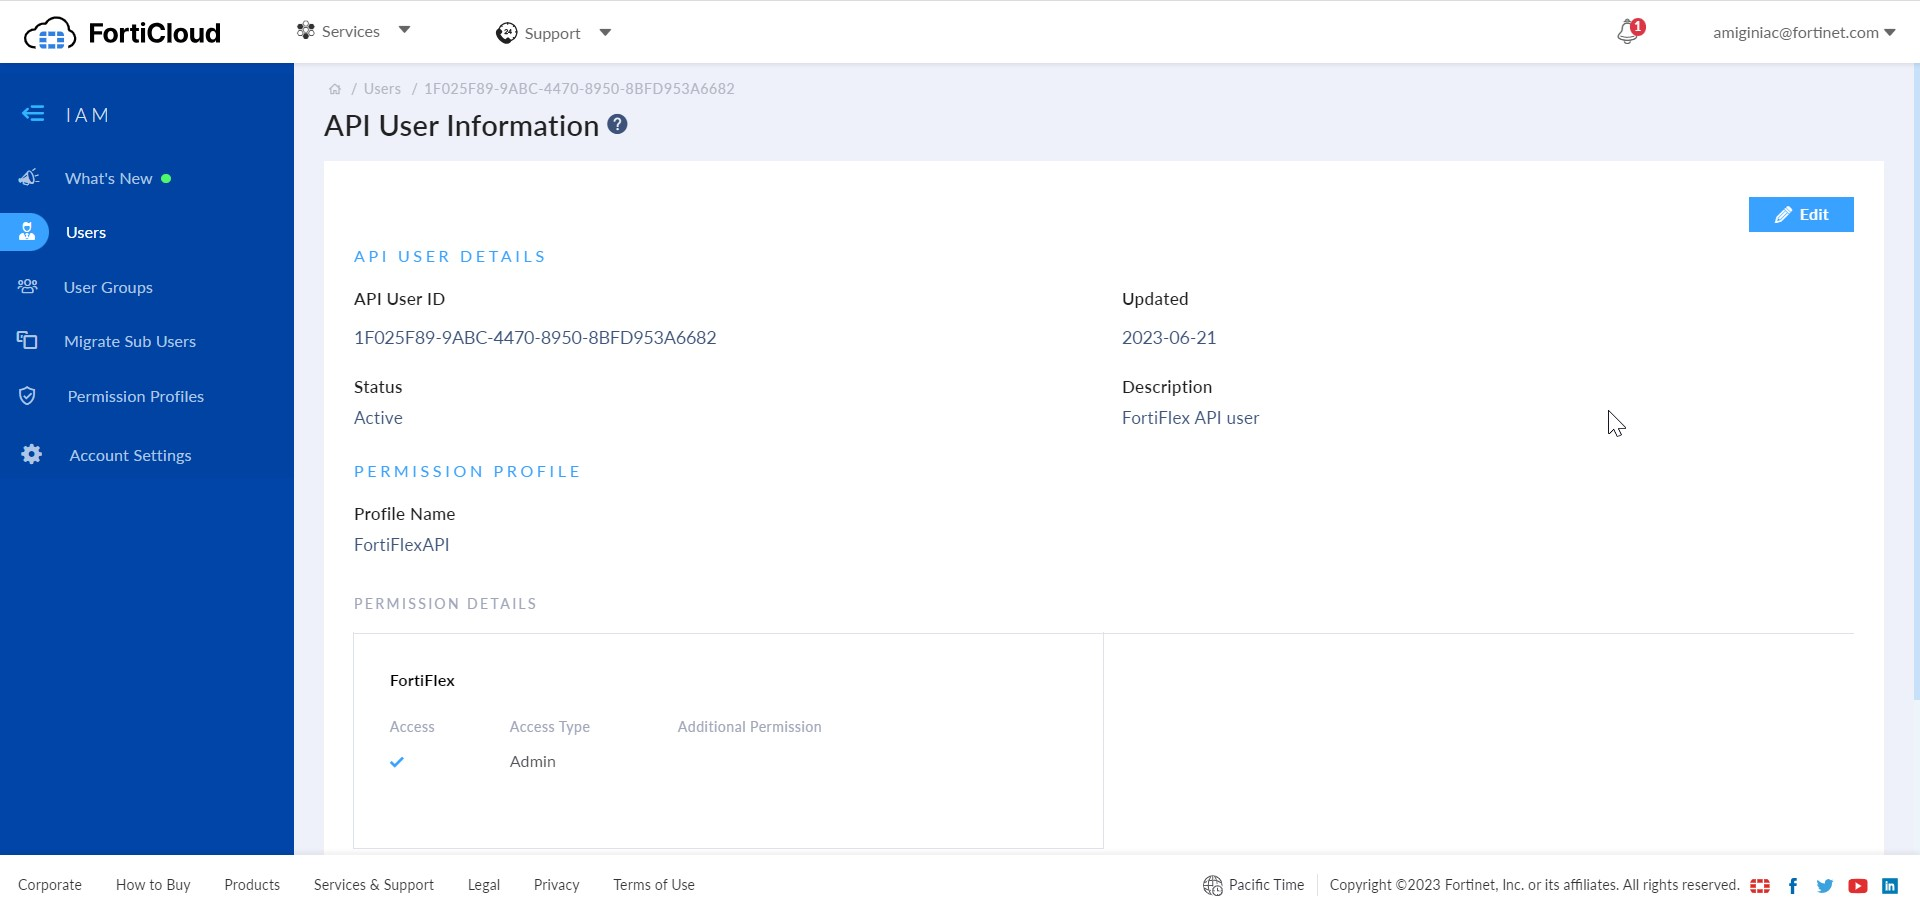 FortiCloud
Services
24 Support
1
amiginiac@fortinet.com
IAM
What's New
Users
User Groups
Migrate Sub Users
Permission Profiles
Account Settings
/ Users / 1F025F89-9ABC-4470-8950-8BFD953A6682
API User Information ?
Edit
API USER DETAILS
API User ID
1F025F89-9ABC-4470-8950-8BFD953A6682
Updated
2023-06-21
Status
Active
Description
FortiFlex API user
PERMISSION PROFILE
Profile Name
FortiFlexAPI
PERMISSION DETAILS
FortiFlex
Access Access Type Additional Permission
Admin
Corporate How to Buy Products Services & Support Legal Privacy Terms of Use
Pacific Time Copyright ©2023 Fortinet, Inc. or its affiliates. All rights reserved.